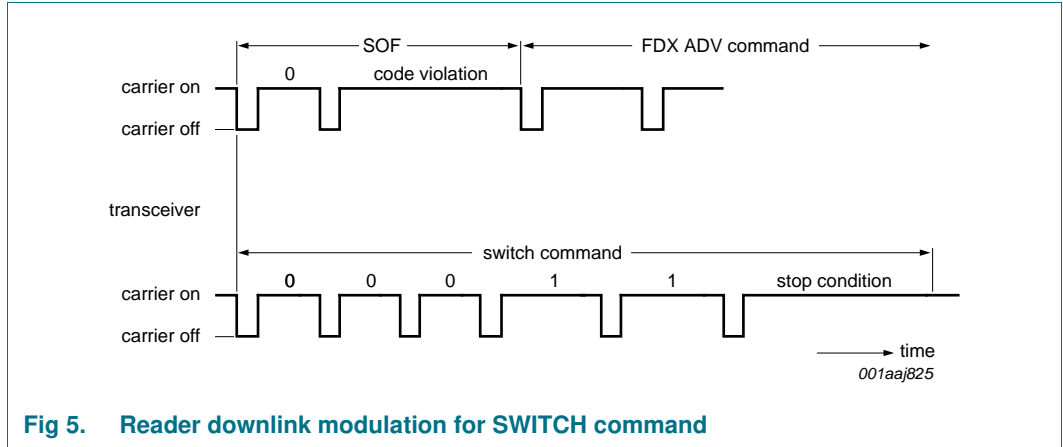 SOF FDX ADV command
0 code violation
carrier on
carrier off
transceiver
switch command
0 0 0 1 1 stop condition
carrier on
carrier off
time
001aaj825
Fig 5. Reader downlink modulation for SWITCH command